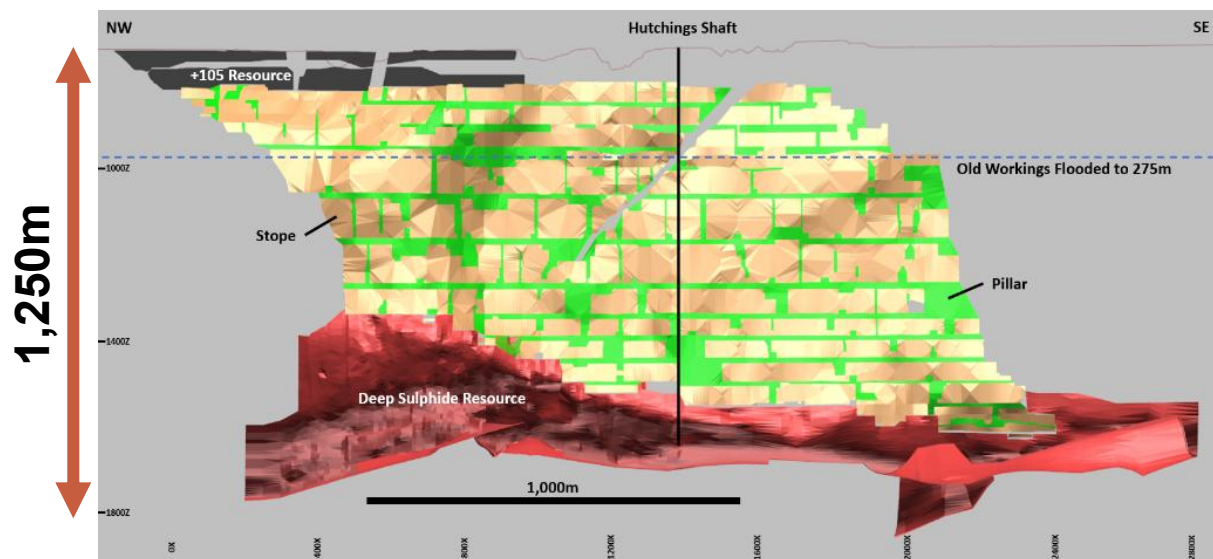 NW
Hutchings Shaft
SE
+105 Resource
1000Z
Old Workings Flooded to 275m
Stope
Pillar
1,250m
1400Z
Deep Sulphide Resource
1,000m
1800Z
0X
400X
800X
1200X
1600X
2000X
2400X
2800X